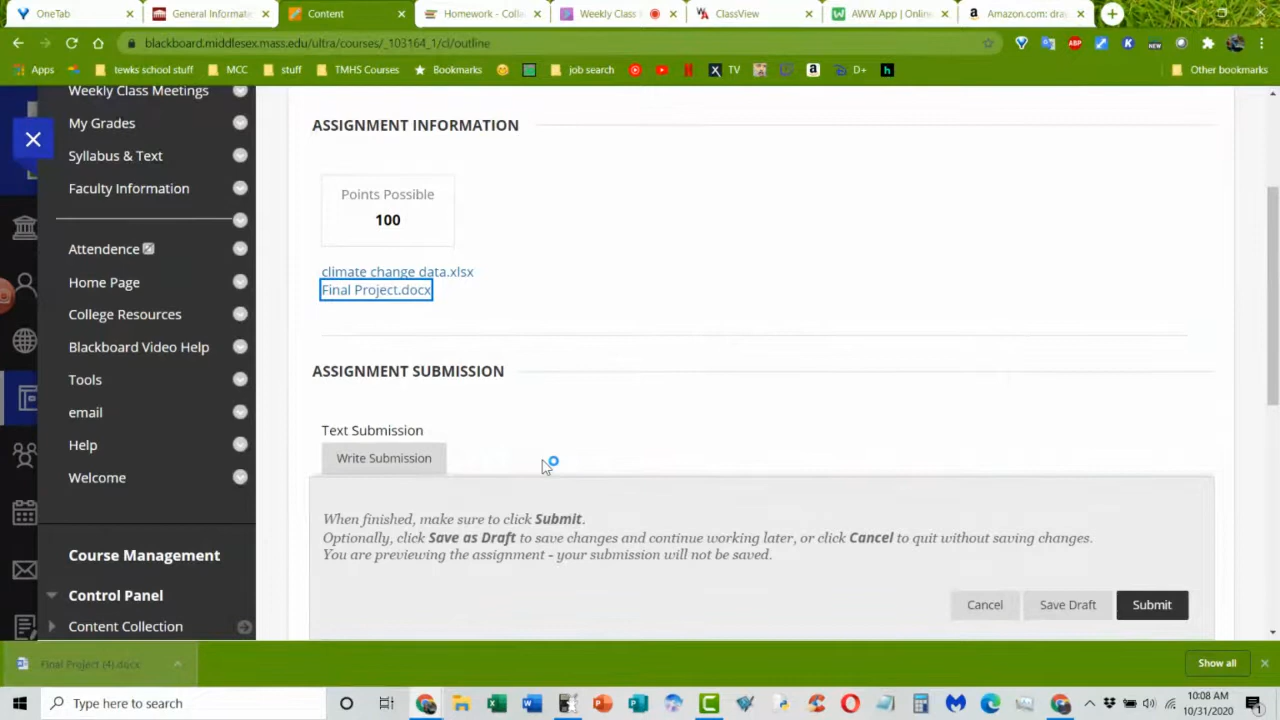 OneTab
General Informat
Content
Homework - Coll
Weekly Class
ClassView
AWW App | Onlin
Amazon.com: dra
blackboard.middlesex.mass.edu/ultra/courses/_103164_1/cl/outline
Apps
tewks school stuff
MCC
stuff
TMHS Courses
Bookmarks
job search
TV
D+
Other bookmarks
Weekly Class Meetings
My Grades
Syllabus & Text
Faculty Information
Attendence
Home Page
College Resources
Blackboard Video Help
Tools
email
Help
Welcome
Course Management
Control Panel
Content Collection
ASSIGNMENT INFORMATION
Points Possible
100
climate change data.xlsx
Final Project.docx
ASSIGNMENT SUBMISSION
Text Submission
Write Submission
When finished, make sure to click Submit.
Optionally, click Save as Draft to save changes and continue working later, or click Cancel to quit without saving changes.
You are previewing the assignment - your submission will not be saved.
Cancel
Save Draft
Submit
Final Project (4).docx
Show all
Type here to search
10:08 AM
10/31/2020